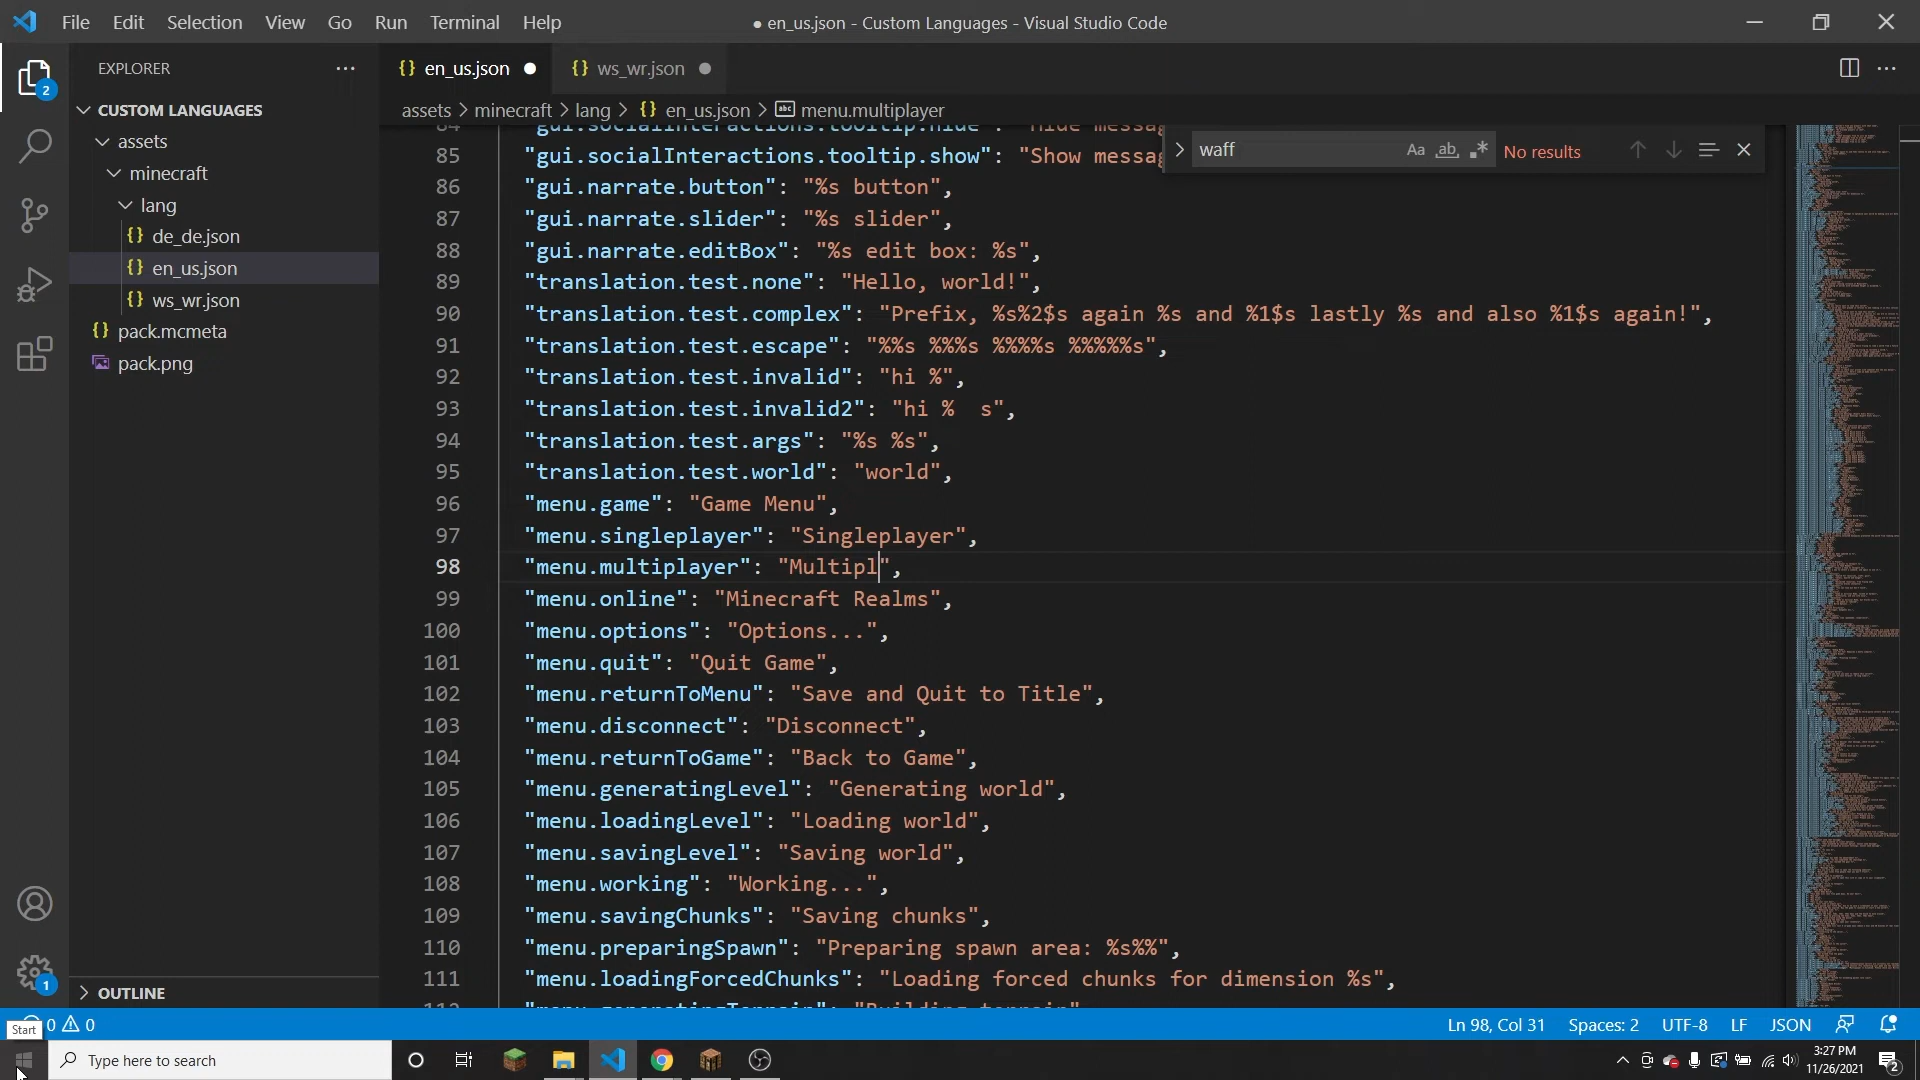 File Edit Selection View Go Run Terminal Help
● en_us.json - Custom Languages - Visual Studio Code
EXPLORER
en_us.json
ws_wr.json
2
CUSTOM LANGUAGES
assets > minecraft > lang > {} en_us.json > abc menu.multiplayer
assets
minecraft
lang
de_de.json
en_us.json
ws_wr.json
pack.mcmeta
pack.png
waff
Aa ab No results
84 "gui.socialInteractions.tooltip.hide": "Hide messag
85 "gui.socialInteractions.tooltip.show": "Show messag
86 "gui.narrate.button": "%s button",
87 "gui.narrate.slider": "%s slider",
88 "gui.narrate.editBox": "%s edit box: %s",
89 "translation.test.none": "Hello, world!",
90 "translation.test.complex": "Prefix, %s%2$s again %s and %1$s lastly %s and also %1$s again!",
91 "translation.test.escape": "%%s %%%s %%%%s %%%%%s",
92 "translation.test.invalid": "hi %",
93 "translation.test.invalid2": "hi %  s",
94 "translation.test.args": "%s %s",
95 "translation.test.world": "world",
96 "menu.game": "Game Menu",
97 "menu.singleplayer": "Singleplayer",
98 "menu.multiplayer": "Multipl",
99 "menu.online": "Minecraft Realms",
100 "menu.options": "Options...",
101 "menu.quit": "Quit Game",
102 "menu.returnToMenu": "Save and Quit to Title",
103 "menu.disconnect": "Disconnect",
104 "menu.returnToGame": "Back to Game",
105 "menu.generatingLevel": "Generating world",
106 "menu.loadingLevel": "Loading world",
107 "menu.savingLevel": "Saving world",
108 "menu.working": "Working...",
109 "menu.savingChunks": "Saving chunks",
110 "menu.preparingSpawn": "Preparing spawn area: %s%%",
111 "menu.loadingForcedChunks": "Loading forced chunks for dimension %s",
112 "menu.generatingTerrain": "Building terrain",
1
OUTLINE
Start
0 0
Ln 98, Col 31 Spaces: 2 UTF-8 LF JSON
Type here to search
3:27 PM
11/26/2021
2